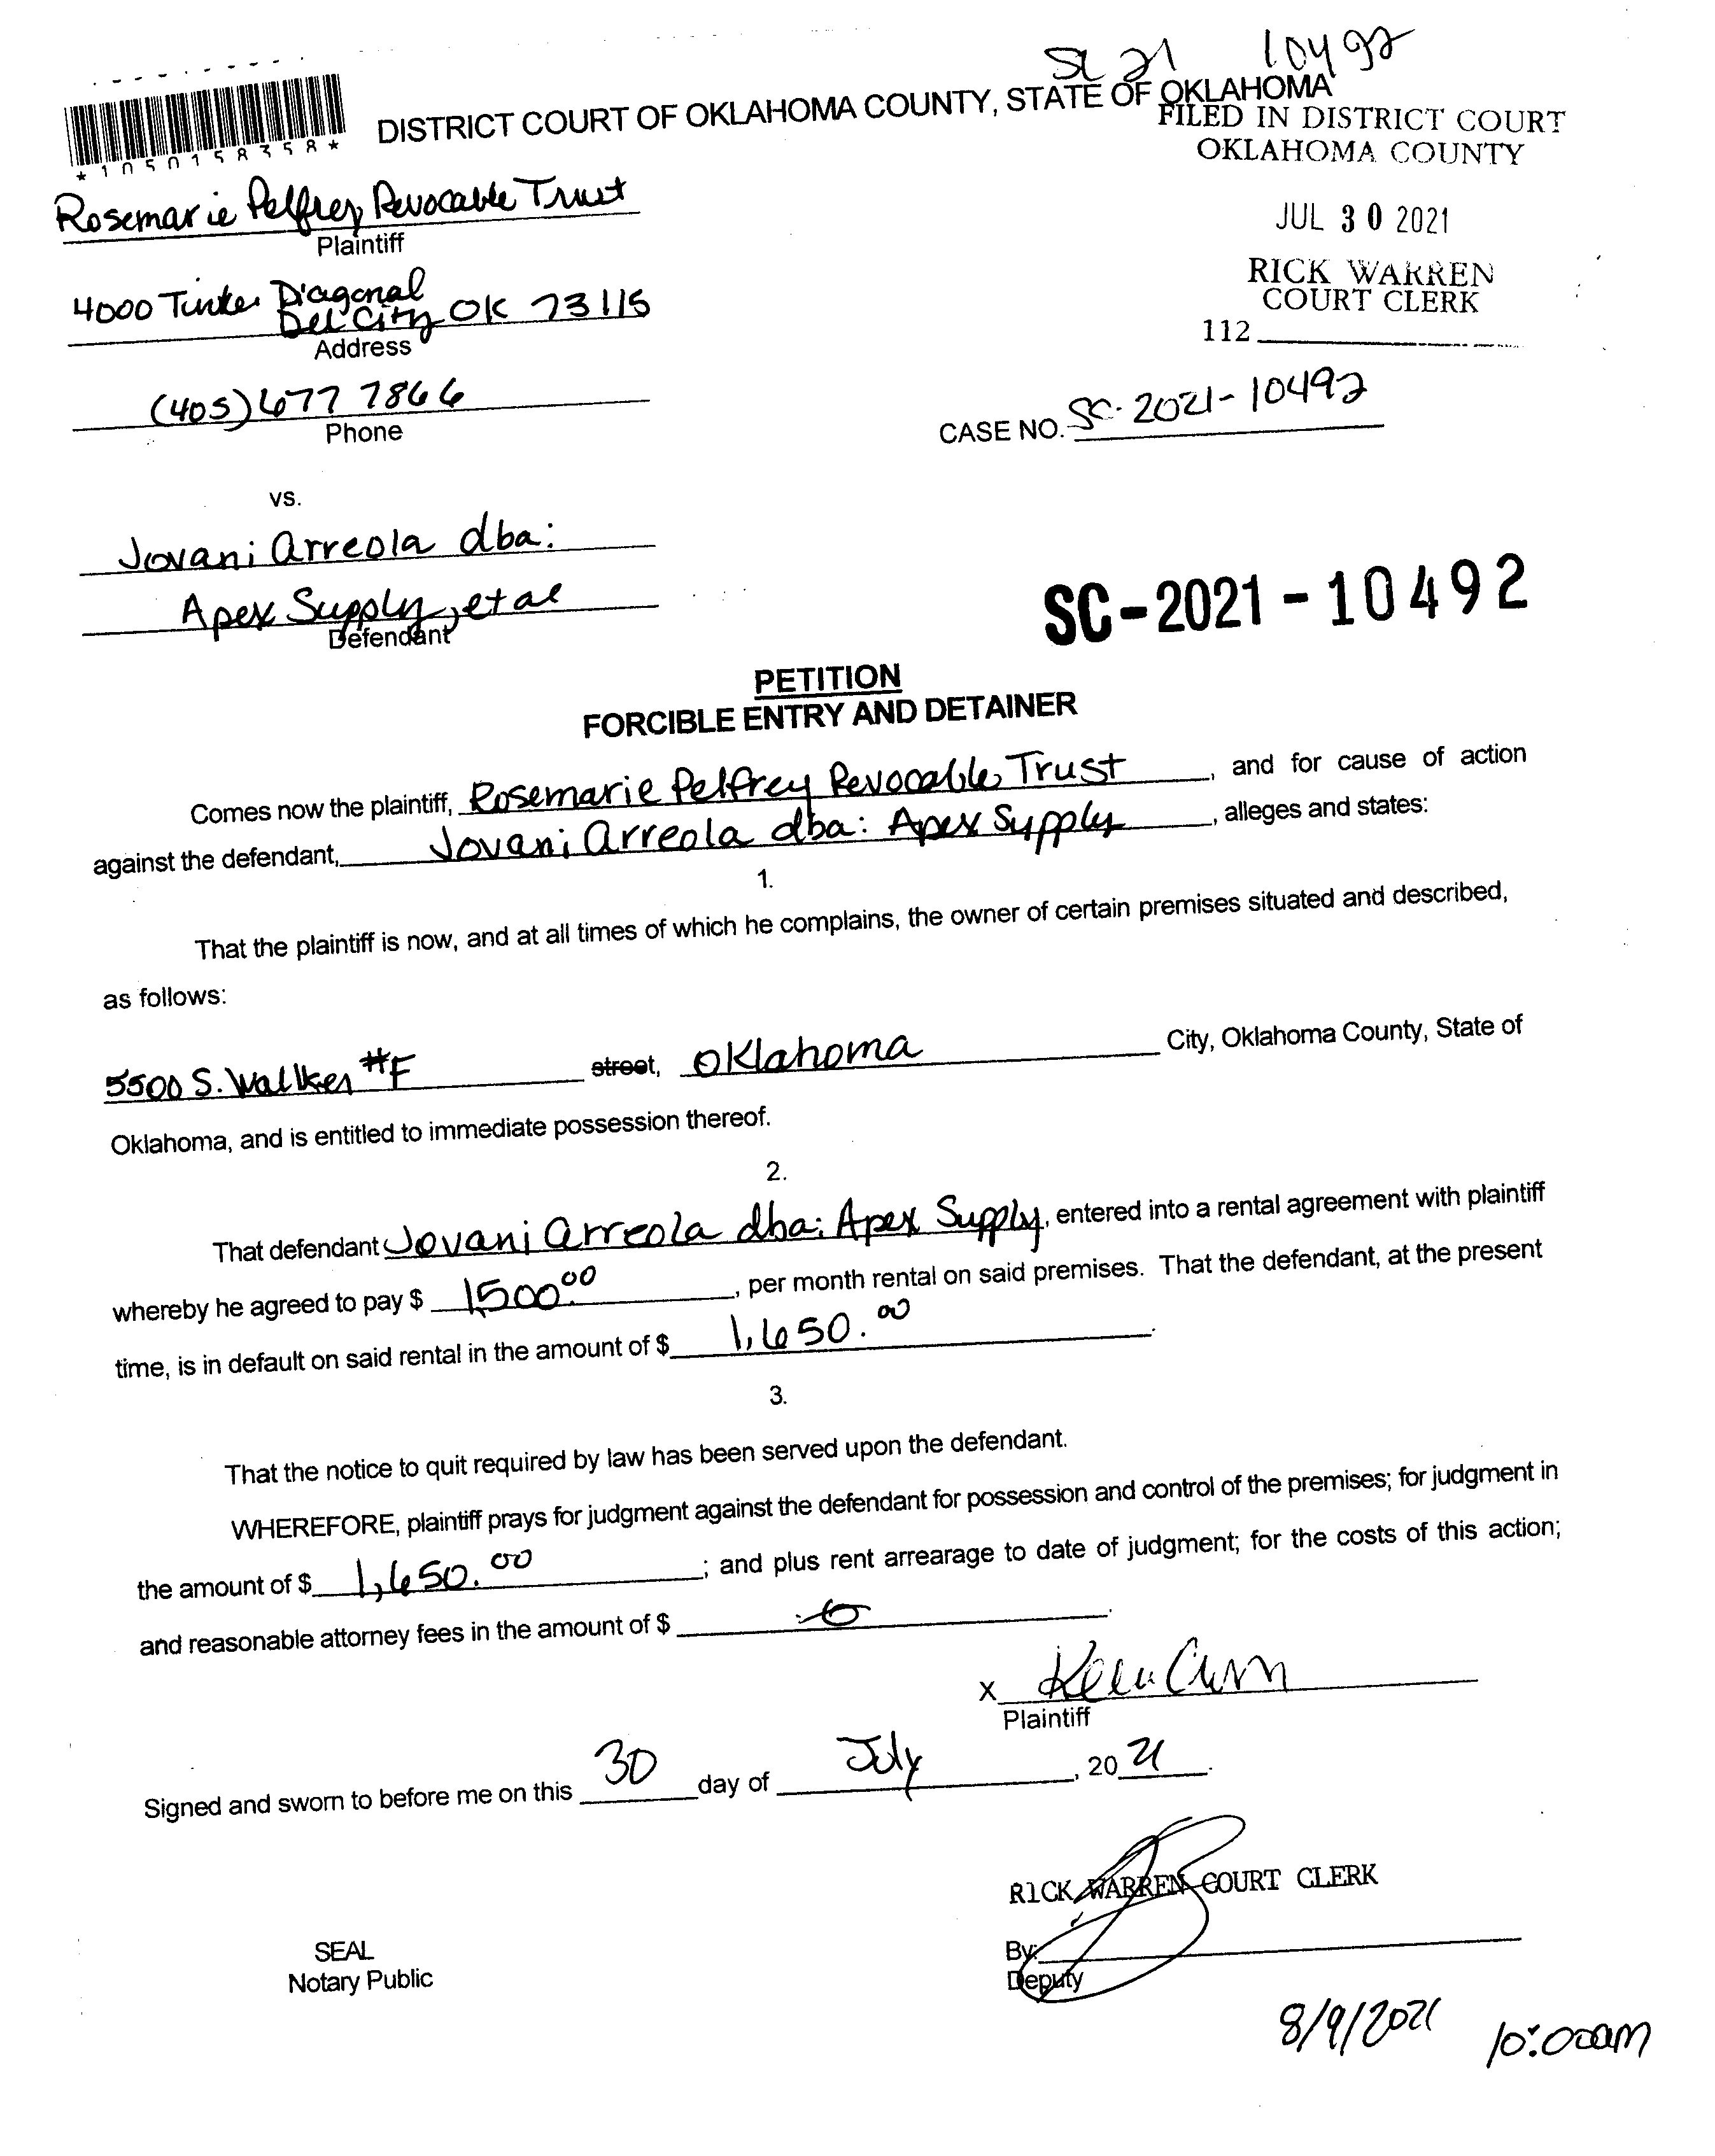 SC 21 10492
DISTRICT COURT OF OKLAHOMA COUNTY, STATE OF OKLAHOMA
*1050158358*
FILED IN DISTRICT COURT
OKLAHOMA COUNTY
JUL 30 2021
RICK WARREN
COURT CLERK
112
Rosemarie Pelfrey Revocable Trust
Plaintiff
4000 Tinker Diagonal
Del City OK 73115
Address
(405) 677 7866
Phone
CASE NO. SC-2021-10492
vs.
Jovani Arreola dba:
Apex Supply, et al
Defendant
SC-2021-10492
PETITION
FORCIBLE ENTRY AND DETAINER
Comes now the plaintiff, Rosemarie Pelfrey Revocable Trust, and for cause of action
against the defendant, Jovani Arreola dba: Apex Supply, alleges and states:
1.
That the plaintiff is now, and at all times of which he complains, the owner of certain premises situated and described,
as follows:
5500 S. Walker #F street, Oklahoma City, Oklahoma County, State of
Oklahoma, and is entitled to immediate possession thereof.
2.
That defendant Jovani Arreola dba: Apex Supply, entered into a rental agreement with plaintiff
whereby he agreed to pay $ 1,500.00, per month rental on said premises. That the defendant, at the present
time, is in default on said rental in the amount of $ 1,650.00.
3.
That the notice to quit required by law has been served upon the defendant.
WHEREFORE, plaintiff prays for judgment against the defendant for possession and control of the premises; for judgment in
the amount of $ 1,650.00; and plus rent arrearage to date of judgment; for the costs of this action;
and reasonable attorney fees in the amount of $ 0.
X
Plaintiff
Signed and sworn to before me on this 30 day of July, 20 21.
RICK WARREN COURT CLERK
SEAL
Notary Public
By:
Deputy
8/9/2021 10:00am